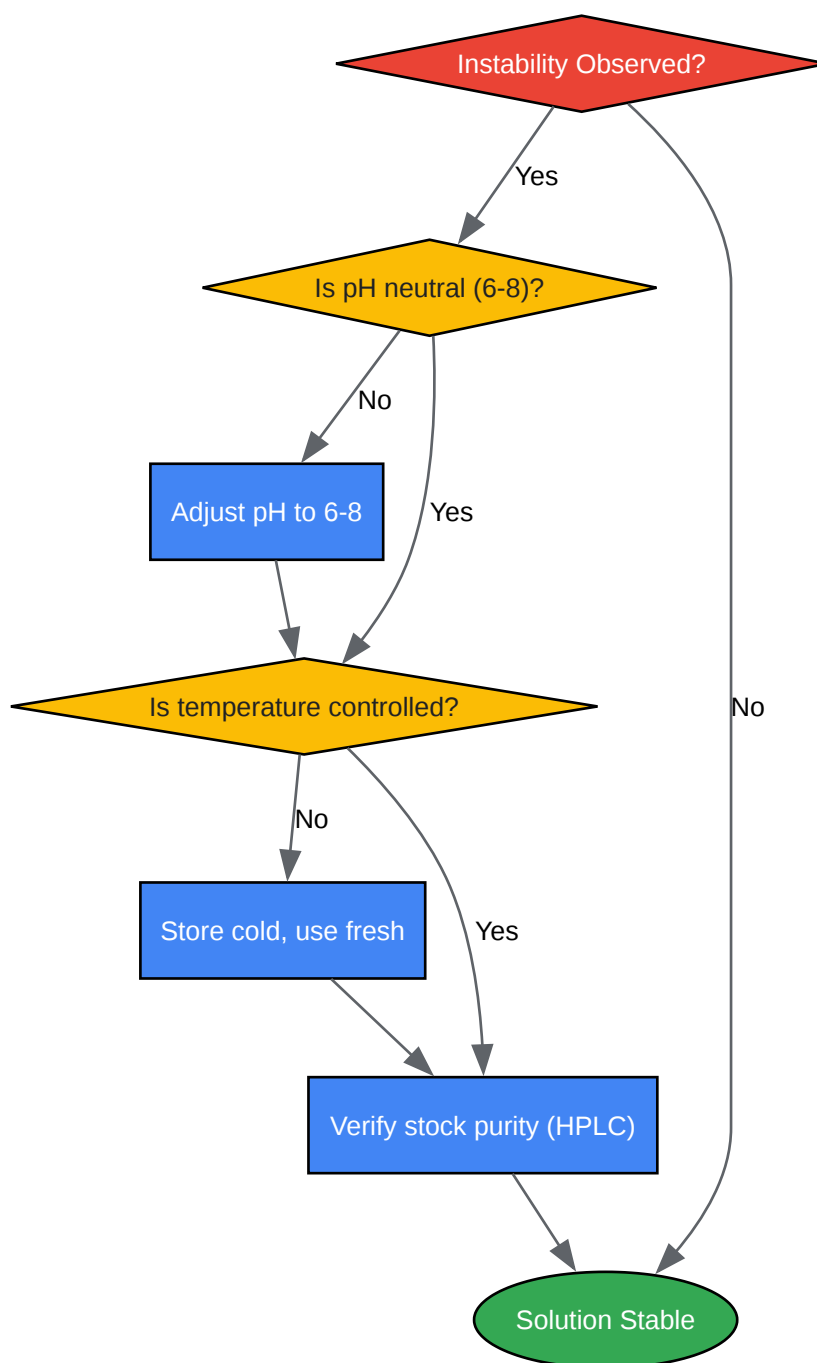 Instability Observed?
Yes
Is pH neutral (6-8)?
No
Adjust pH to 6-8
Yes
Is temperature controlled?
No
No
Store cold, use fresh
Yes
Verify stock purity (HPLC)
Solution Stable